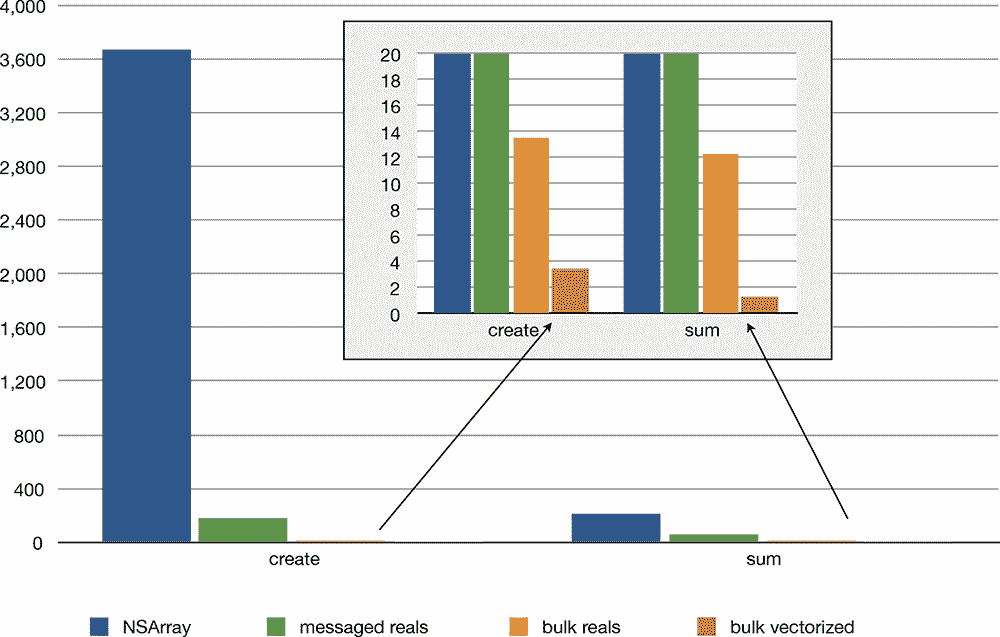 4,000
3,600
3,200
2,800
2,400
2,000
1,600
1,200
800
400
0
create
sum
20
18
16
14
12
10
8
6
4
2
0
create
sum
NSArray
messaged reals
bulk reals
bulk vectorized